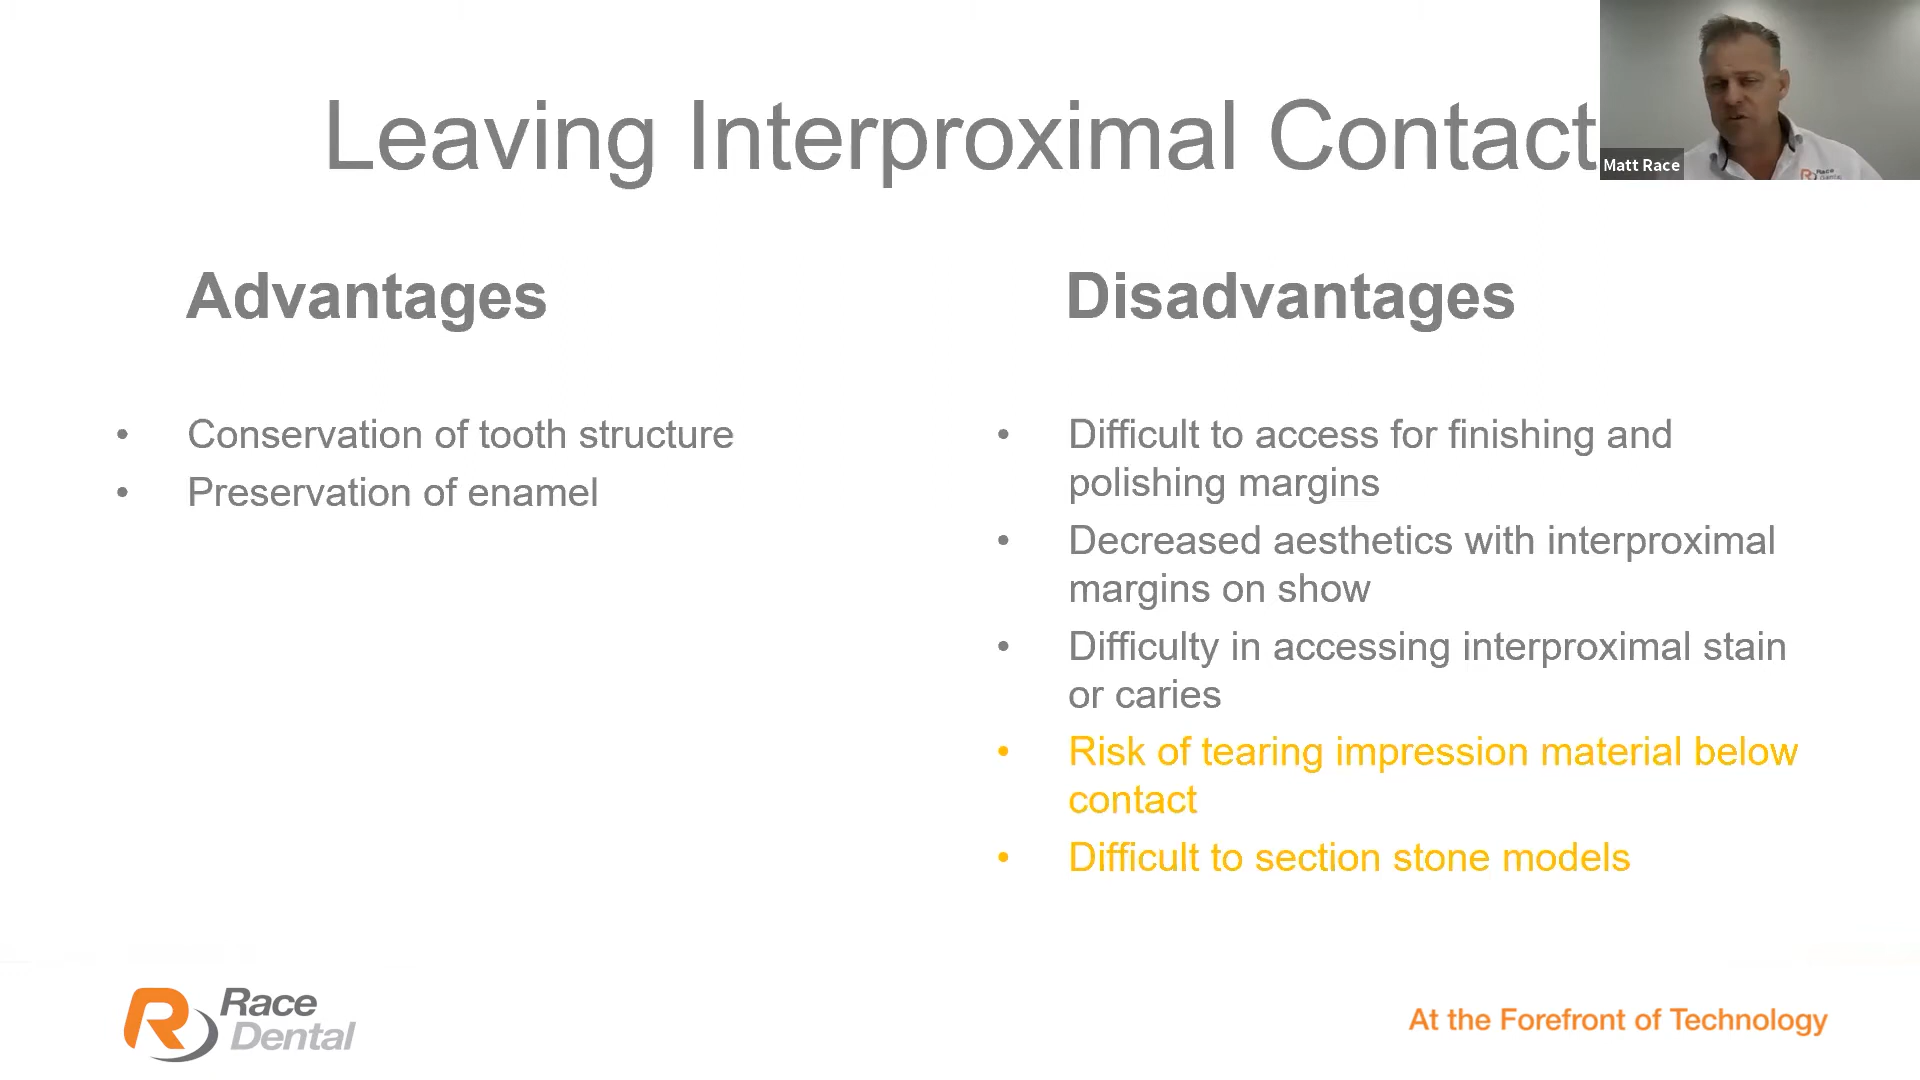 Leaving Interproximal Contact
Matt Race
Advantages
Conservation of tooth structure
Preservation of enamel
Disadvantages
Difficult to access for finishing and
polishing margins
Decreased aesthetics with interproximal
margins on show
Difficulty in accessing interproximal stain
or caries
Risk of tearing impression material below
contact
Difficult to section stone models
R Race
Dental
At the Forefront of Technology